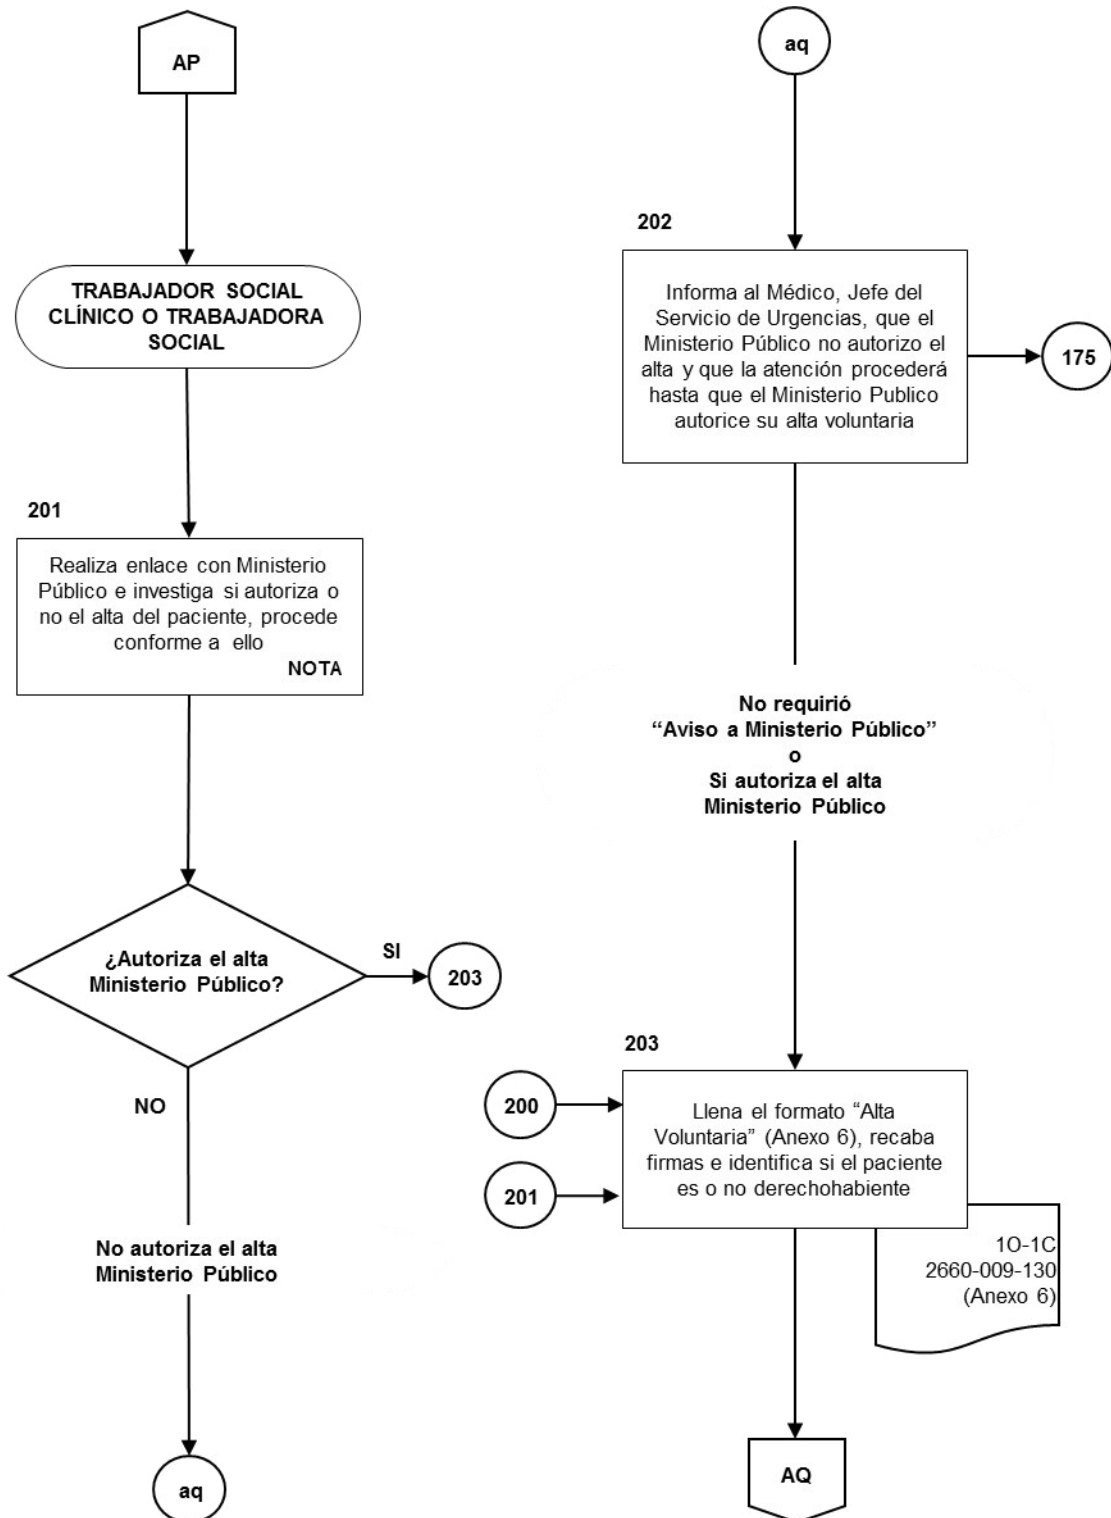 AP
TRABAJADOR SOCIAL
CLÍNICO O TRABAJADORA
SOCIAL
201
Realiza enlace con Ministerio
Público e investiga si autoriza o
no el alta del paciente, procede
conforme a ello
NOTA
¿Autoriza el alta
Ministerio Público?
SI
203
NO
No autoriza el alta
Ministerio Público
aq
aq
202
Informa al Médico, Jefe del
Servicio de Urgencias, que el
Ministerio Público no autorizo el
alta y que la atención procederá
hasta que el Ministerio Publico
autorice su alta voluntaria
175
No requirió
“Aviso a Ministerio Público”
o
Si autoriza el alta
Ministerio Público
203
200
201
Llena el formato “Alta
Voluntaria” (Anexo 6), recaba
firmas e identifica si el paciente
es o no derechohabiente
1O-1C
2660-009-130
(Anexo 6)
AQ